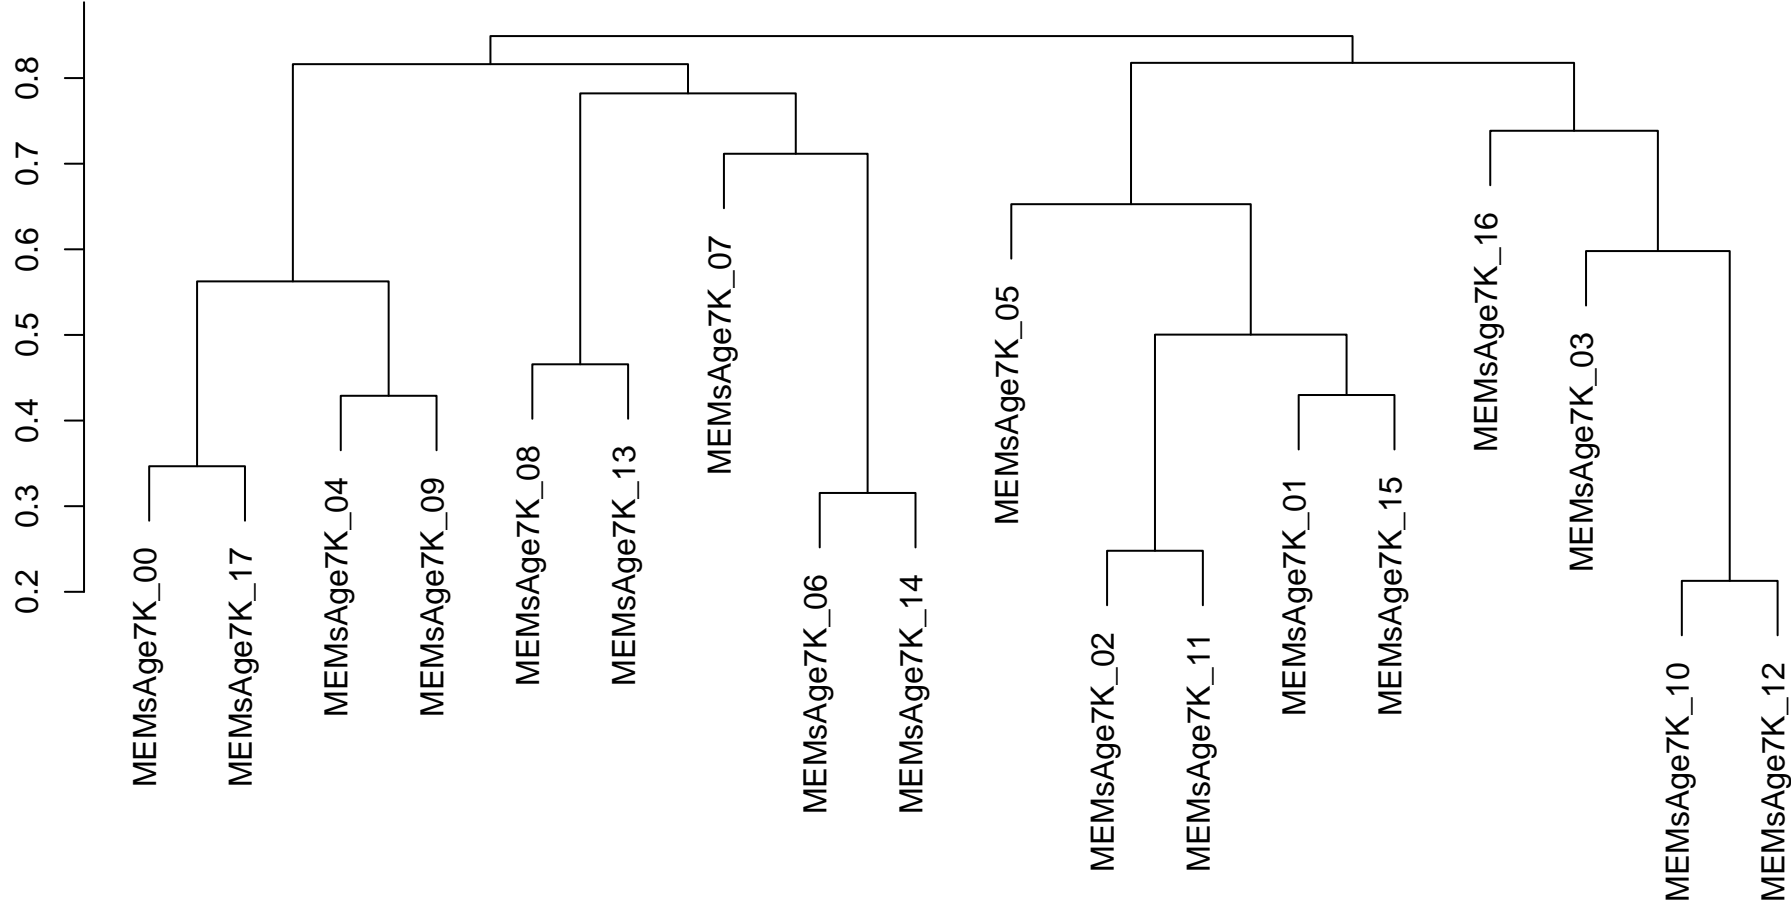 0.8
0.7
0.6
0.5
0.4
0.3
0.2
MEMsAge7K_00
MEMsAge7K_17
MEMsAge7K_04
MEMsAge7K_09
MEMsAge7K_08
MEMsAge7K_13
MEMsAge7K_07
MEMsAge7K_06
MEMsAge7K_14
MEMsAge7K_05
MEMsAge7K_02
MEMsAge7K_11
MEMsAge7K_01
MEMsAge7K_15
MEMsAge7K_16
MEMsAge7K_03
MEMsAge7K_10
MEMsAge7K_12